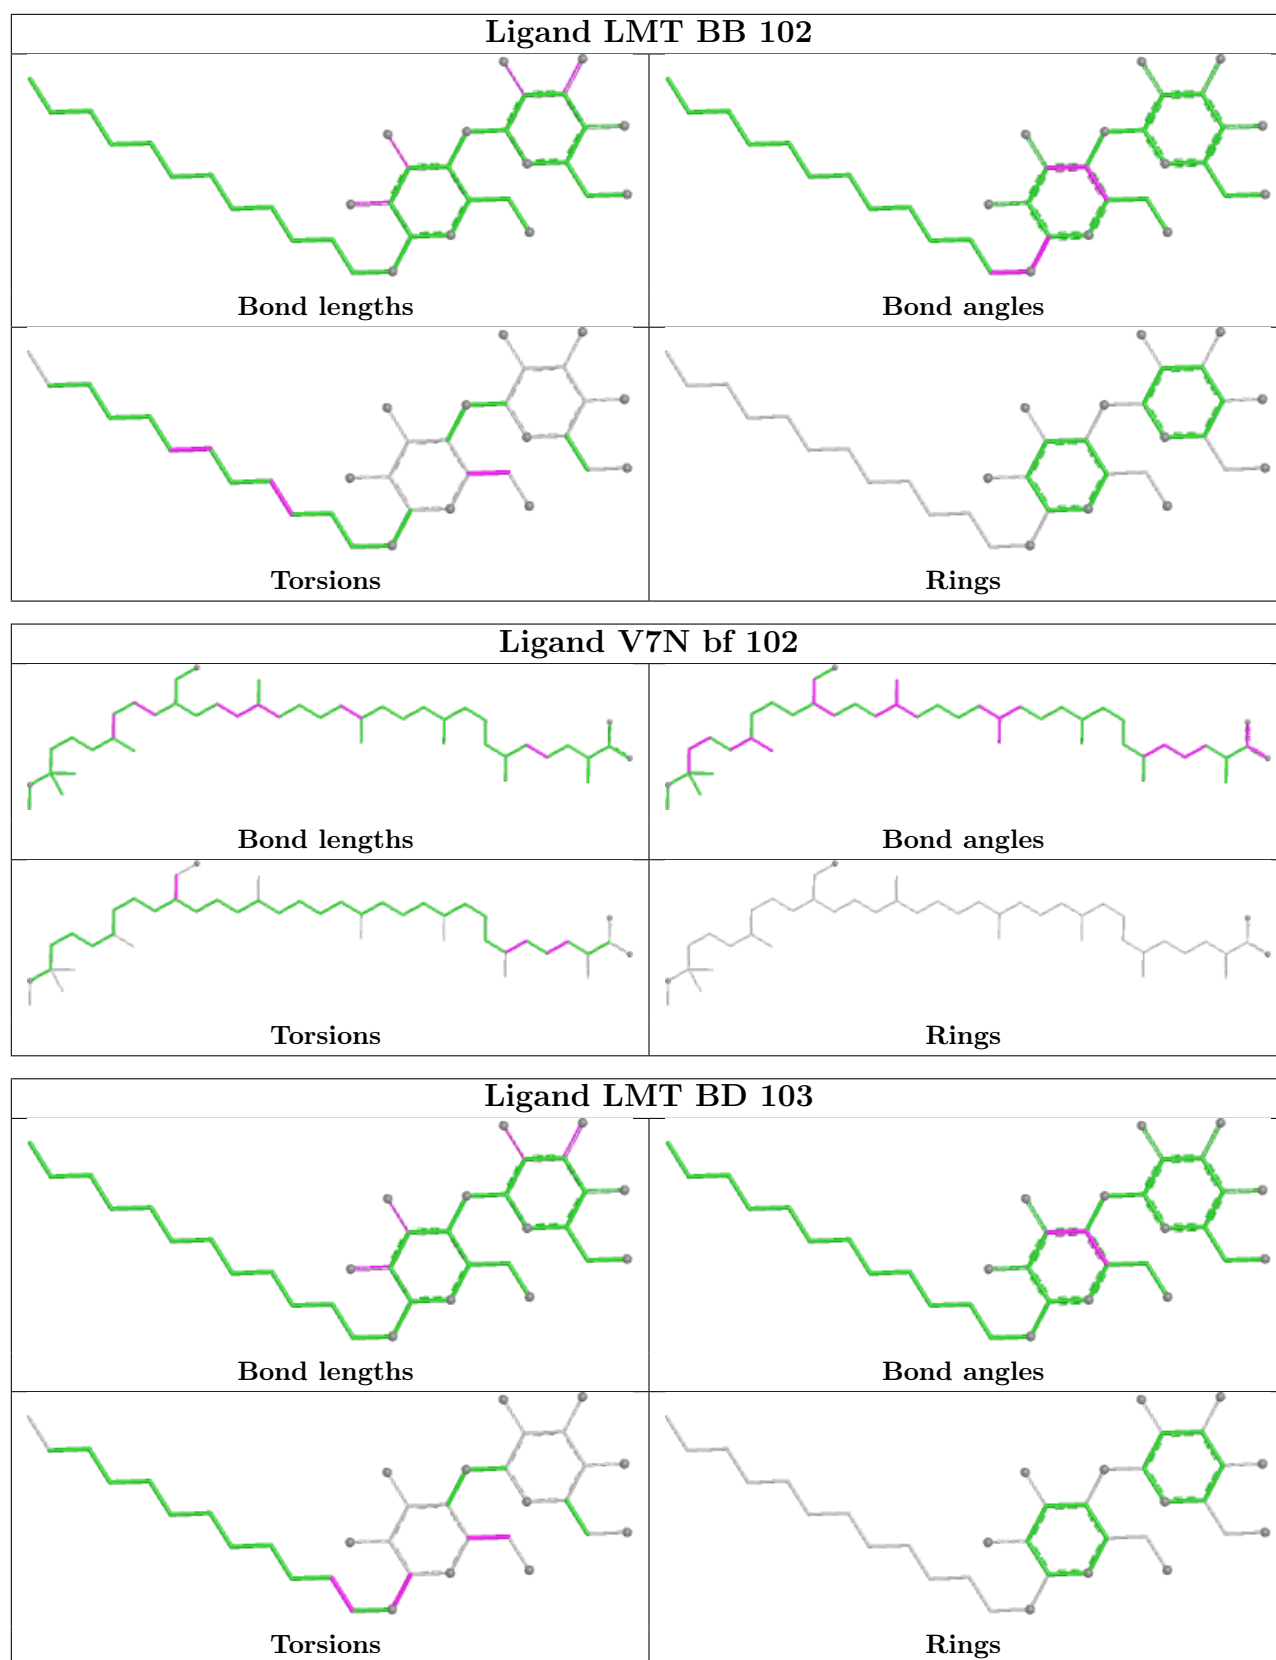 Ligand LMT BB 102
Bond lengths
Bond angles
Torsions
Rings
Ligand V7N bf 102
Bond lengths
Bond angles
Torsions
Rings
Ligand LMT BD 103
Bond lengths
Bond angles
Torsions
Rings